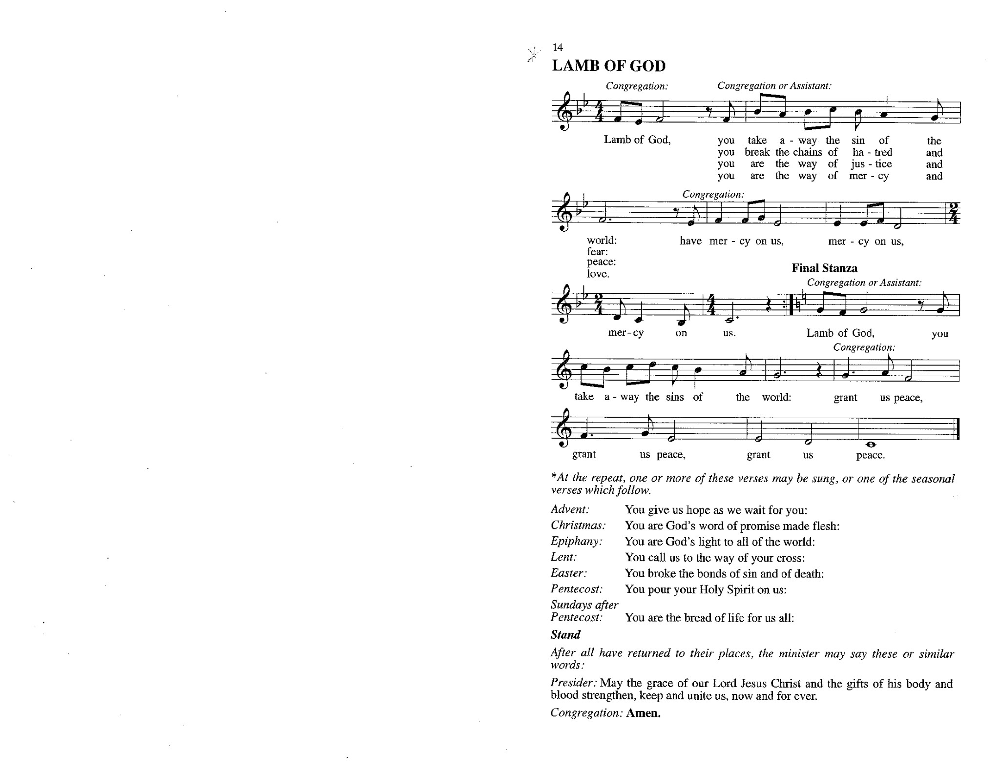 14
LAMB OF GOD
Congregation: Congregation or Assistant:
Lamb of God, you take a - way the sin of the
you break the chains of ha - tred and
you are the way of jus - tice and
you are the way of mer - cy and
Congregation:
world: have mer - cy on us, mer - cy on us,
fear:
peace:
love.
Final Stanza
Congregation or Assistant:
mer - cy on us. Lamb of God, you
Congregation:
take a - way the sins of the world: grant us peace,
grant us peace, grant us peace.
*At the repeat, one or more of these verses may be sung, or one of the seasonal
verses which follow.
Advent: You give us hope as we wait for you:
Christmas: You are God's word of promise made flesh:
Epiphany: You are God's light to all of the world:
Lent: You call us to the way of your cross:
Easter: You broke the bonds of sin and of death:
Pentecost: You pour your Holy Spirit on us:
Sundays after
Pentecost: You are the bread of life for us all:
Stand
After all have returned to their places, the minister may say these or similar
words:
Presider: May the grace of our Lord Jesus Christ and the gifts of his body and
blood strengthen, keep and unite us, now and for ever.
Congregation: Amen.